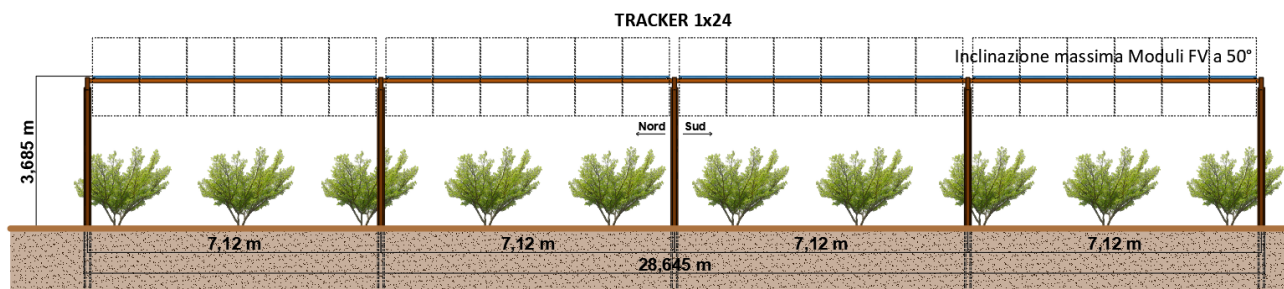 TRACKER 1x24
Inclinazione massima Moduli FV a 50°
3,685 m
Nord
Sud
7,12 m
7,12 m
7,12 m
7,12 m
28,645 m